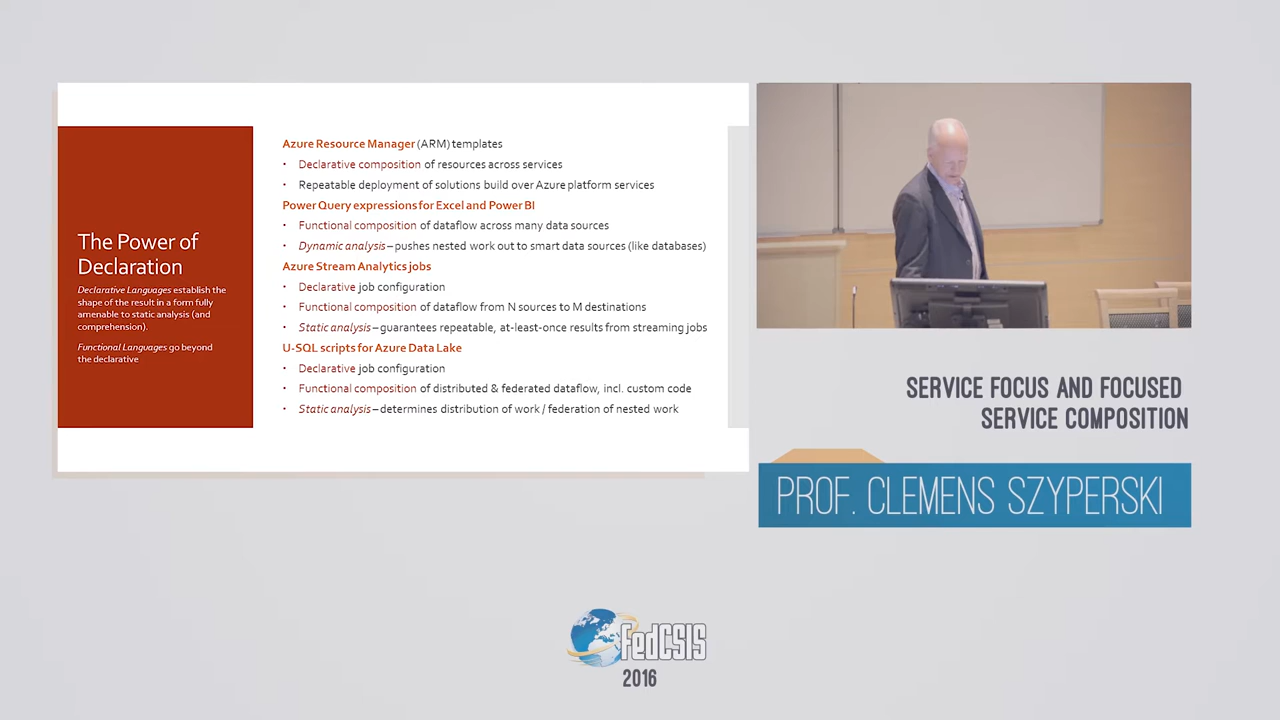 The Power of
Declaration
Declarative Languages establish the
shape of the result in a form fully
amenable to static analysis (and
comprehension).
Functional Languages go beyond
the declarative
Azure Resource Manager (ARM) templates
• Declarative composition of resources across services
• Repeatable deployment of solutions build over Azure platform services
Power Query expressions for Excel and Power BI
• Functional composition of dataflow across many data sources
• Dynamic analysis – pushes nested work out to smart data sources (like databases)
Azure Stream Analytics jobs
• Declarative job configuration
• Functional composition of dataflow from N sources to M destinations
• Static analysis – guarantees repeatable, at-least-once results from streaming jobs
U-SQL scripts for Azure Data Lake
• Declarative job configuration
• Functional composition of distributed & federated dataflow, incl. custom code
• Static analysis – determines distribution of work / federation of nested work
SERVICE FOCUS AND FOCUSED
SERVICE COMPOSITION
PROF. CLEMENS SZYPERSKI
FedCSIS
2016